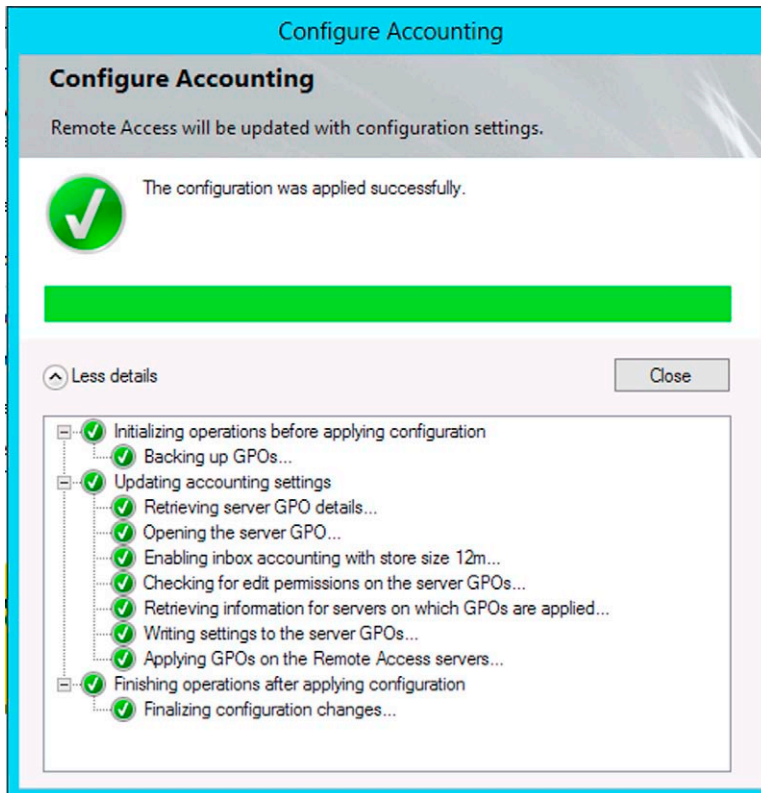 Configure Accounting
Configure Accounting
Remote Access will be updated with configuration settings.
The configuration was applied successfully.
Less details
Close
Initializing operations before applying configuration
Backing up GPOs...
Updating accounting settings
Retrieving server GPO details...
Opening the server GPO...
Enabling inbox accounting with store size 12m...
Checking for edit permissions on the server GPOs...
Retrieving information for servers on which GPOs are applied...
Writing settings to the server GPOs...
Applying GPOs on the Remote Access servers...
Finishing operations after applying configuration
Finalizing configuration changes...